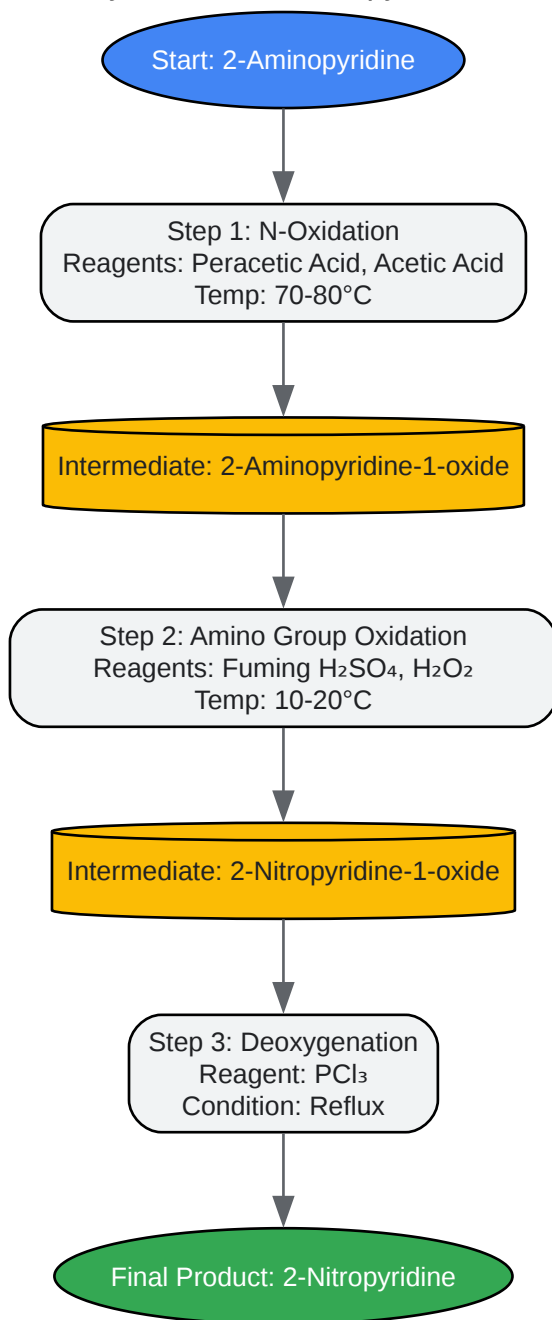 Start: 2-Aminopyridine
Step 1: N-Oxidation
Reagents: Peracetic Acid, Acetic Acid
Temp: 70-80°C
Intermediate: 2-Aminopyridine-1-oxide
Step 2: Amino Group Oxidation
Reagents: Fuming H₂SO₄, H₂O₂
Temp: 10-20°C
Intermediate: 2-Nitropyridine-1-oxide
Step 3: Deoxygenation
Reagent: PCl₃
Condition: Reflux
Final Product: 2-Nitropyridine